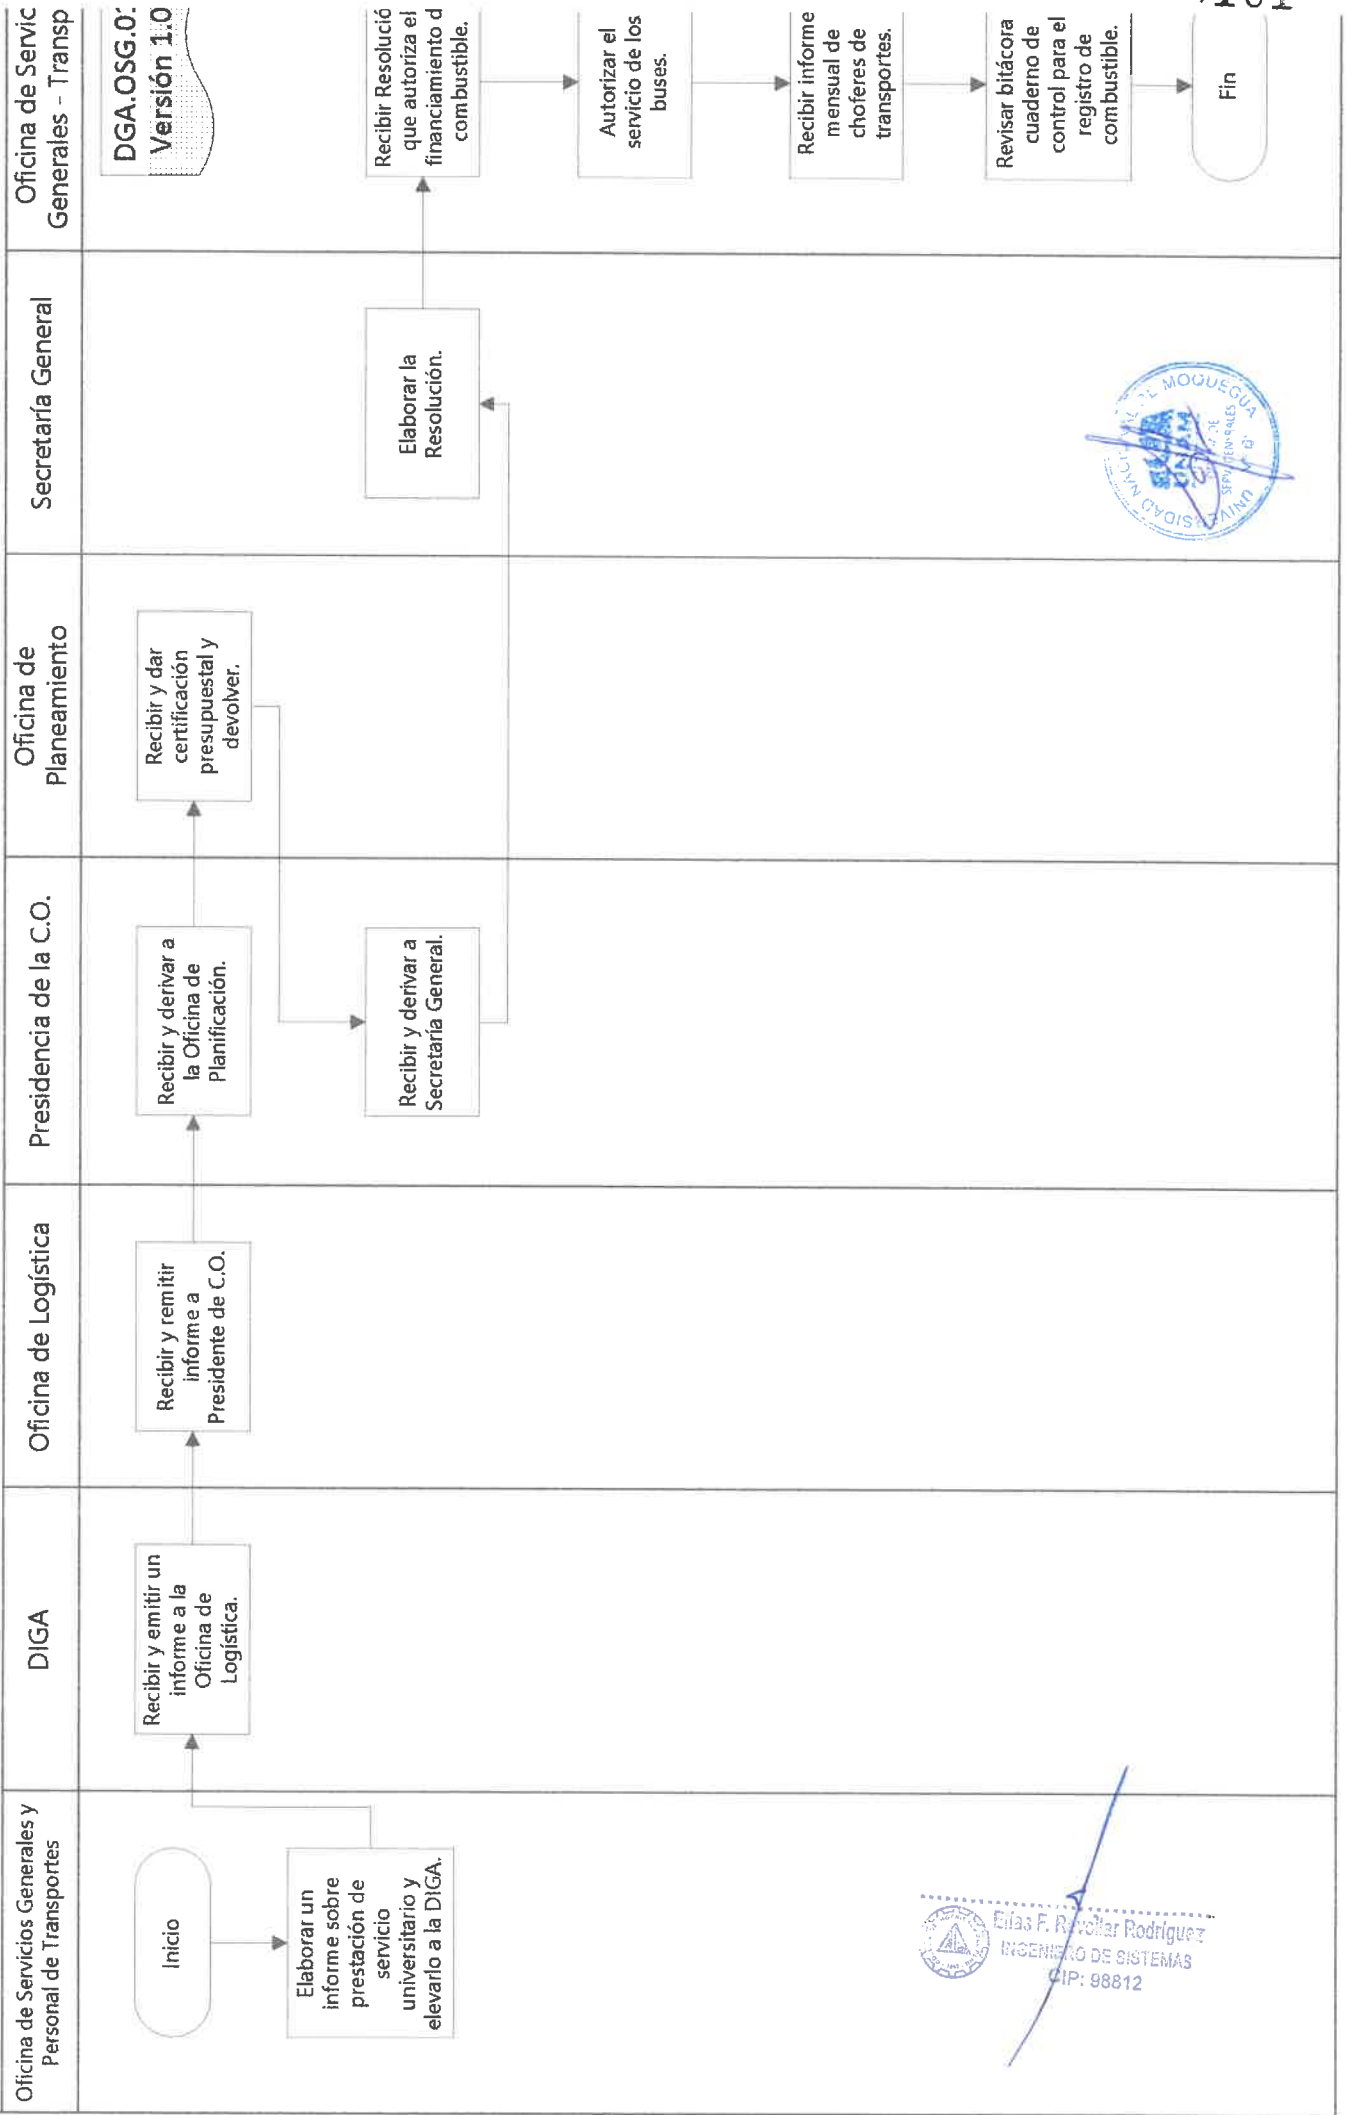 Oficina de Servicios Generales y
Personal de Transportes
DIGA
Oficina de Logística
Presidencia de la C.O.
Oficina de
Planeamiento
Secretaría General
Oficina de Servic
Generales - Transp
Inicio
Elaborar un
informe sobre
prestación de
servicio
universitario y
elevarlo a la DIGA.
Recibir y emitir un
informe a la
Oficina de
Logística.
Recibir y remitir
informe a
Presidente de C.O.
Recibir y derivar a
la Oficina de
Planificación.
Recibir y dar
certificación
presupuestal y
devolver.
Recibir y derivar a
Secretaría General.
Elaborar la
Resolución.
DGA.OSG.0
Versión 1.0
Recibir Resolució
que autoriza el
financiamiento d
combustible.
Autorizar el
servicio de los
buses.
Recibir informe
mensual de
choferes de
transportes.
Revisar bitácora
cuaderno de
control para el
registro de
combustible.
Fin
Elías F. Revollar Rodríguez
INGENIERO DE SISTEMAS
CIP: 98812
UNIVERSIDAD NACIONAL DE MOQUEGUA